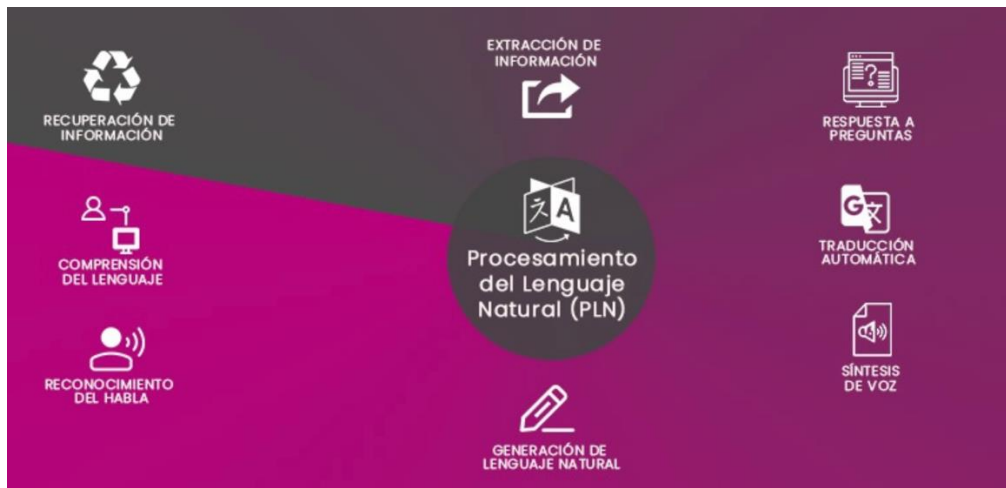 RECUPERACIÓN DE
INFORMACIÓN
COMPRENSIÓN
DEL LENGUAJE
RECONOCIMIENTO
DEL HABLA
EXTRACCIÓN DE
INFORMACIÓN
A
Procesamiento
del Lenguaje
Natural (PLN)
GENERACIÓN DE
LENGUAJE NATURAL
?
RESPUESTA A
PREGUNTAS
G
文
TRADUCCIÓN
AUTOMÁTICA
SÍNTESIS
DE VOZ